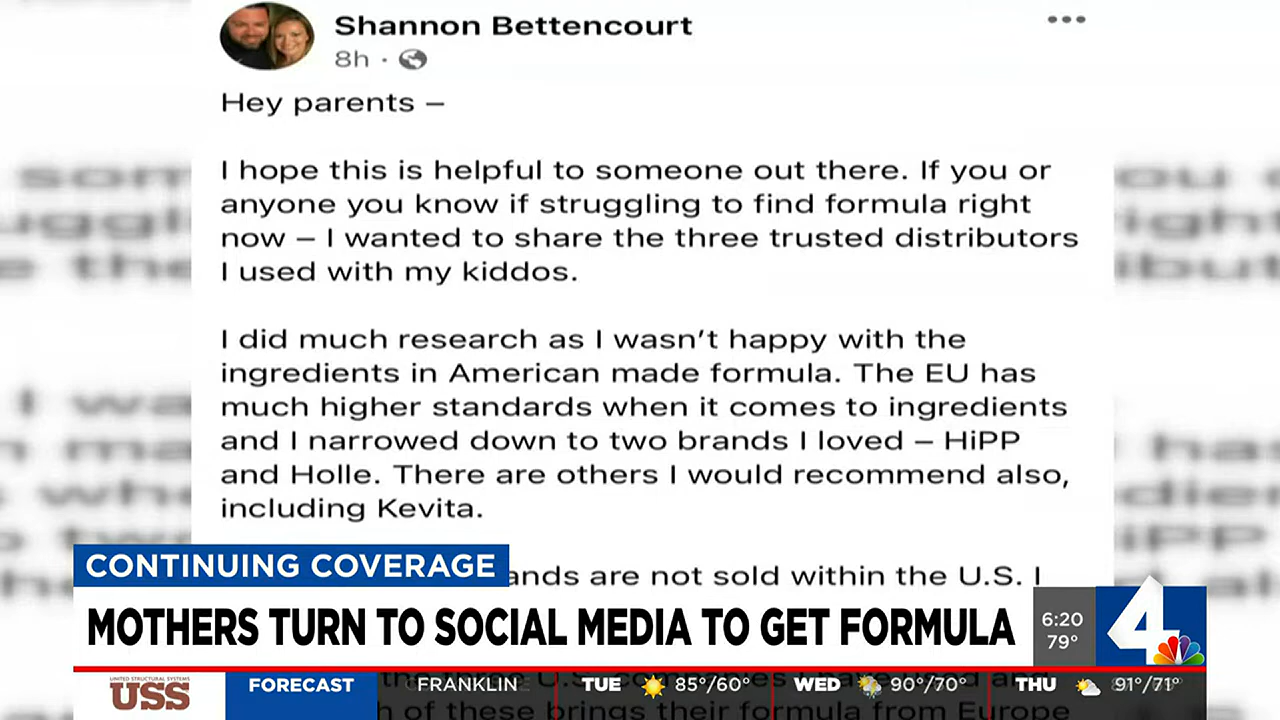 Shannon Bettencourt
8h ·
Hey parents –
I hope this is helpful to someone out there. If you or
anyone you know if struggling to find formula right
now – I wanted to share the three trusted distributors
I used with my kiddos.
I did much research as I wasn't happy with the
ingredients in American made formula. The EU has
much higher standards when it comes to ingredients
and I narrowed down to two brands I loved – HiPP
and Holle. There are others I would recommend also,
including Kevita.
CONTINUING COVERAGE
ands are not sold within the U.S. I
MOTHERS TURN TO SOCIAL MEDIA TO GET FORMULA
6:20
79°
4
UNITED STRUCTURAL SYSTEMS
USS
FORECAST
FRANKLIN
TUE 85°/60°
WED 90°/70°
THU 91°/71°
of these brings their formula from Europe